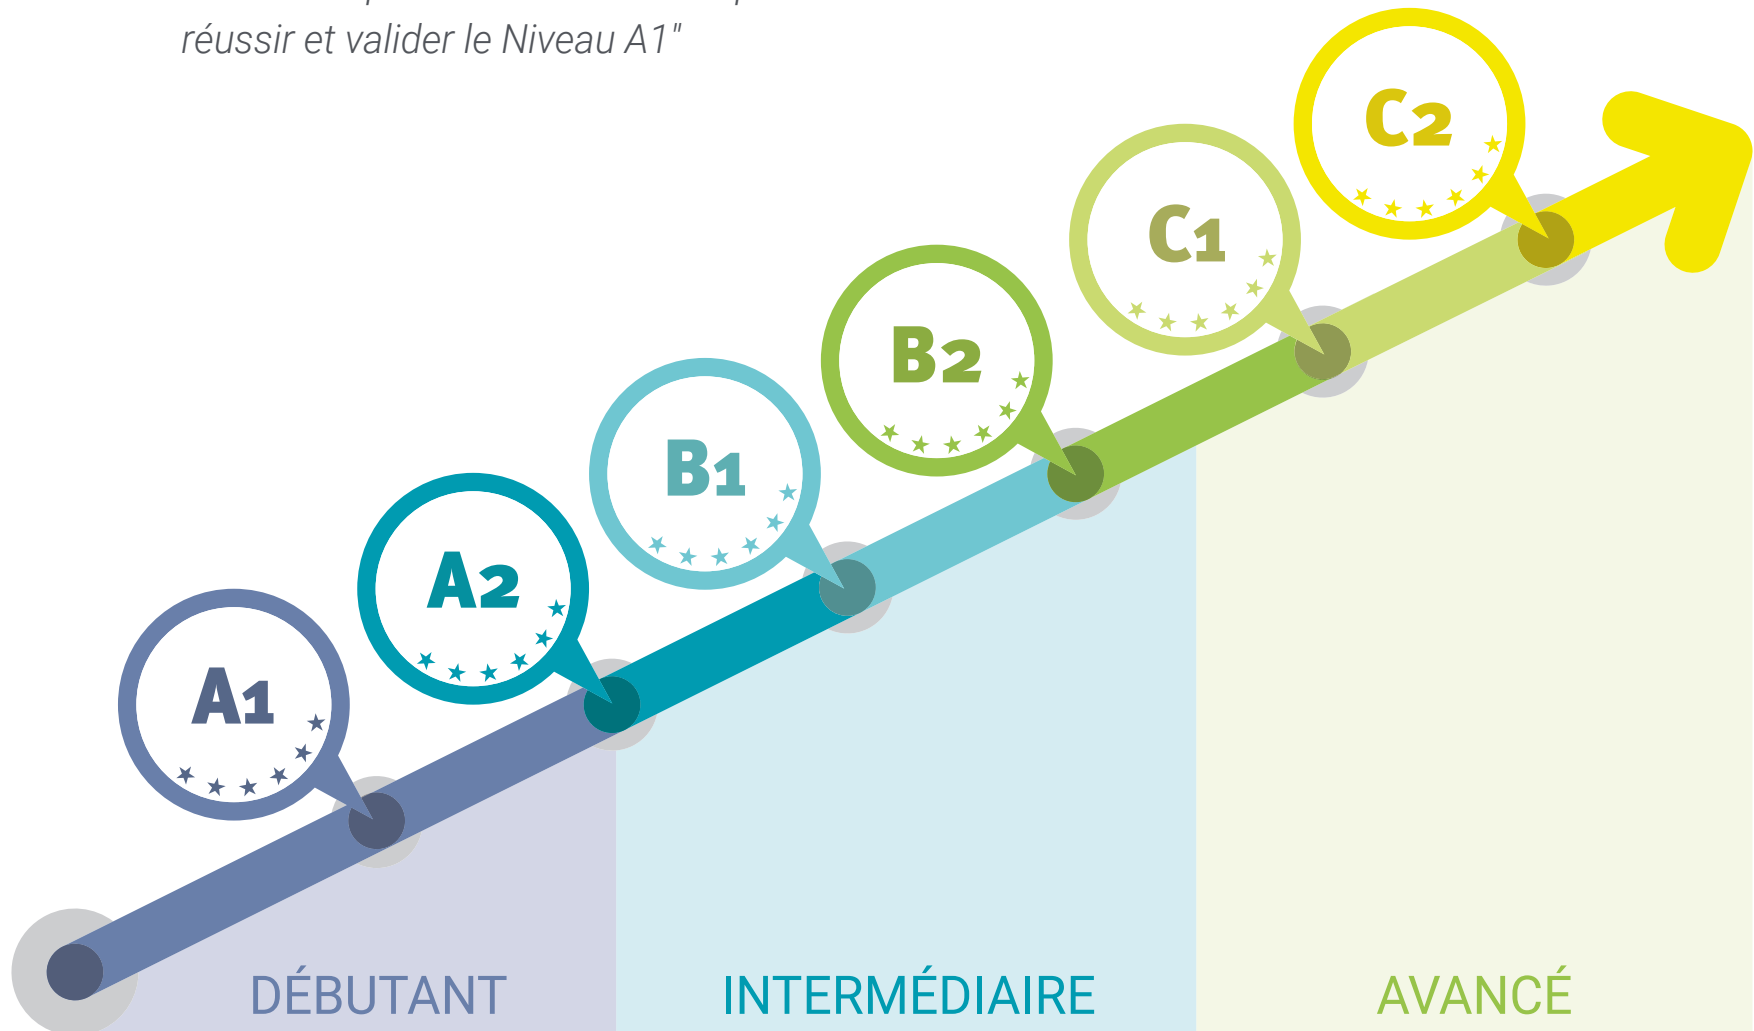 réussir et valider le Niveau A1"
C2
C1
B2
B1
A2
A1
DÉBUTANT
INTERMÉDIAIRE
AVANCÉ